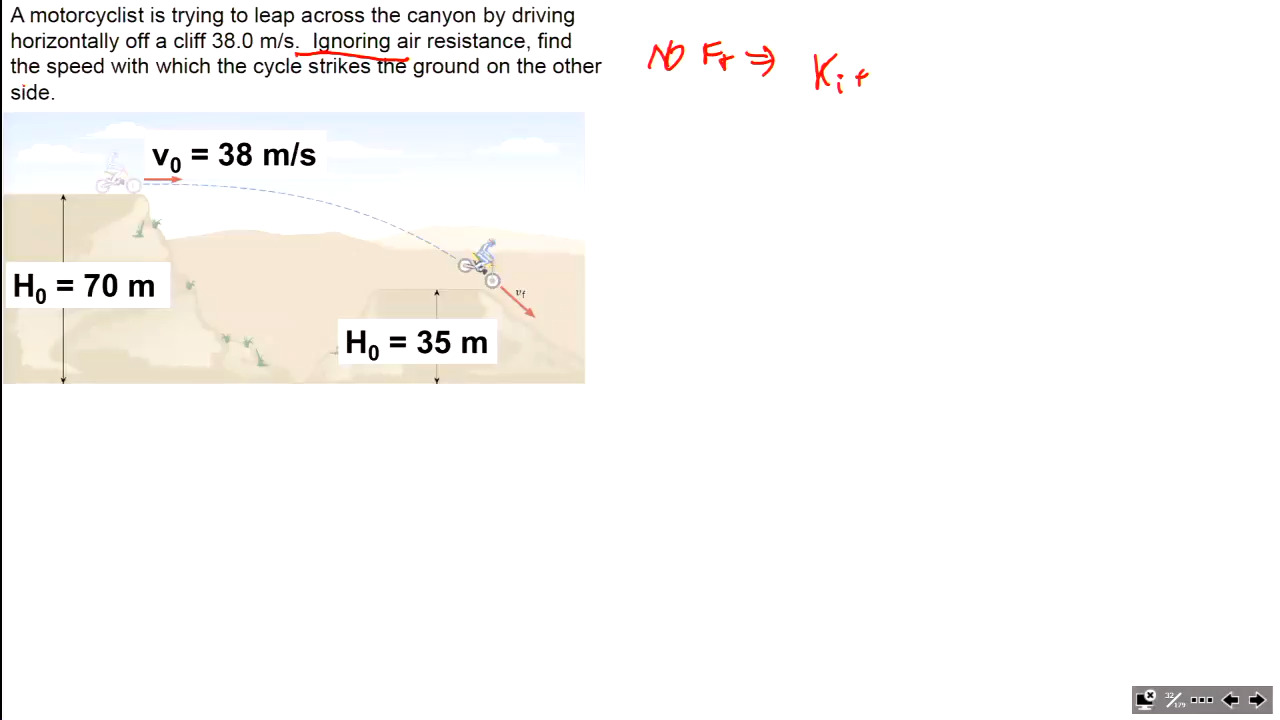 A motorcyclist is trying to leap across the canyon by driving
horizontally off a cliff 38.0 m/s.  Ignoring air resistance, find
the speed with which the cycle strikes the ground on the other
side.
NO Ff ⇒ Ki +
v0 = 38 m/s
H0 = 70 m
vf
H0 = 35 m
32/179